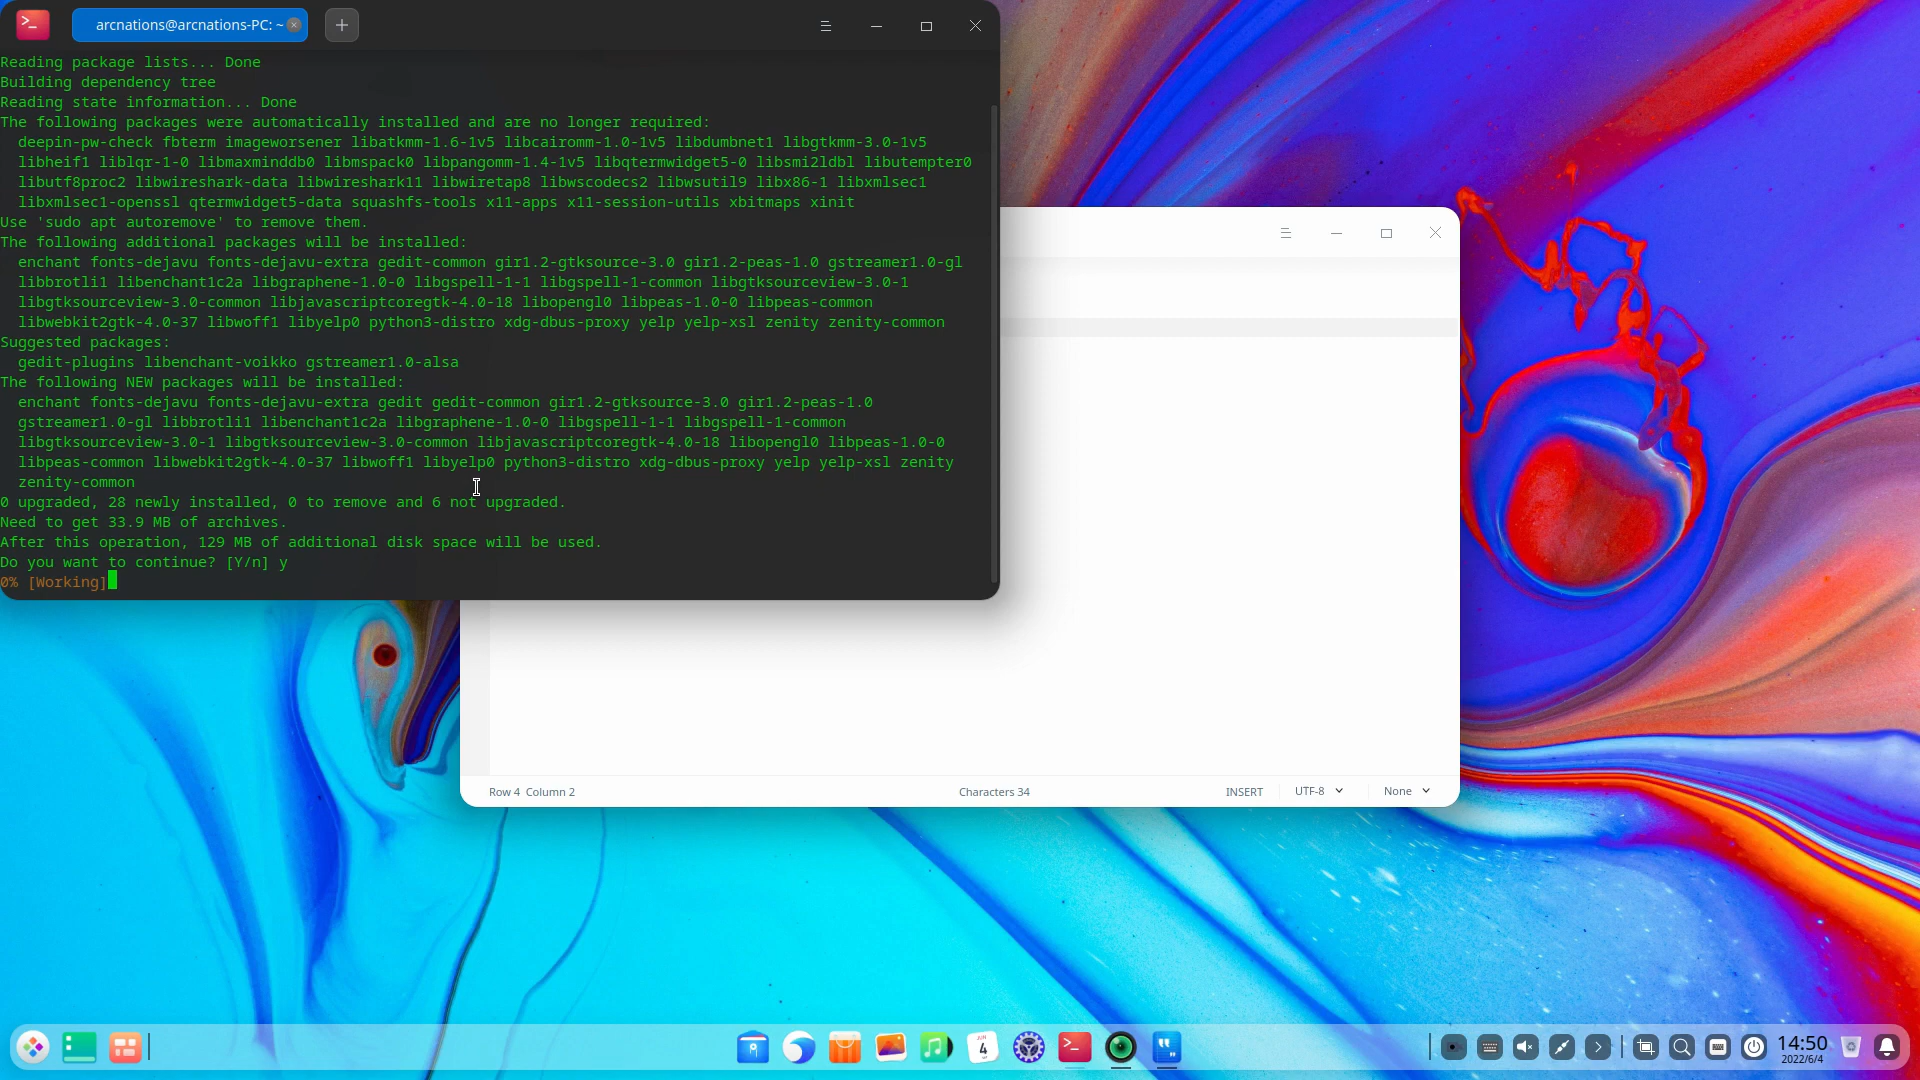 arcnations@arcnations-PC: ~
Reading package lists... Done
Building dependency tree
Reading state information... Done
The following packages were automatically installed and are no longer required:
deepin-pw-check fbterm imageworsener libatkmm-1.6-1v5 libcairomm-1.0-1v5 libdumbnet1 libgtkmm-3.0-1v5
libheif1 liblqr-1-0 libmaxminddb0 libmspack0 libpangomm-1.4-1v5 libqtermwidget5-0 libsmi2ldbl libutempter0
libutf8proc2 libwireshark-data libwireshark11 libwiretap8 libwscodecs2 libwsutil9 libx86-1 libxmlsec1
libxmlsec1-openssl qtermwidget5-data squashfs-tools x11-apps x11-session-utils xbitmaps xinit
Use 'sudo apt autoremove' to remove them.
The following additional packages will be installed:
enchant fonts-dejavu fonts-dejavu-extra gedit-common gir1.2-gtksource-3.0 gir1.2-peas-1.0 gstreamer1.0-gl
libbrotli1 libenchant1c2a libgraphene-1.0-0 libgspell-1-1 libgspell-1-common libgtksourceview-3.0-1
libgtksourceview-3.0-common libjavascriptcoregtk-4.0-18 libopengl0 libpeas-1.0-0 libpeas-common
libwebkit2gtk-4.0-37 libwoff1 libyelp0 python3-distro xdg-dbus-proxy yelp yelp-xsl zenity zenity-common
Suggested packages:
gedit-plugins libenchant-voikko gstreamer1.0-alsa
The following NEW packages will be installed:
enchant fonts-dejavu fonts-dejavu-extra gedit gedit-common gir1.2-gtksource-3.0 gir1.2-peas-1.0
gstreamer1.0-gl libbrotli1 libenchant1c2a libgraphene-1.0-0 libgspell-1-1 libgspell-1-common
libgtksourceview-3.0-1 libgtksourceview-3.0-common libjavascriptcoregtk-4.0-18 libopengl0 libpeas-1.0-0
libpeas-common libwebkit2gtk-4.0-37 libwoff1 libyelp0 python3-distro xdg-dbus-proxy yelp yelp-xsl zenity
zenity-common
0 upgraded, 28 newly installed, 0 to remove and 6 not upgraded.
Need to get 33.9 MB of archives.
After this operation, 129 MB of additional disk space will be used.
Do you want to continue? [Y/n] y
0% [Working]
Row 4 Column 2 Characters 34 INSERT UTF-8 None
JUN
4
14:50
2022/6/4